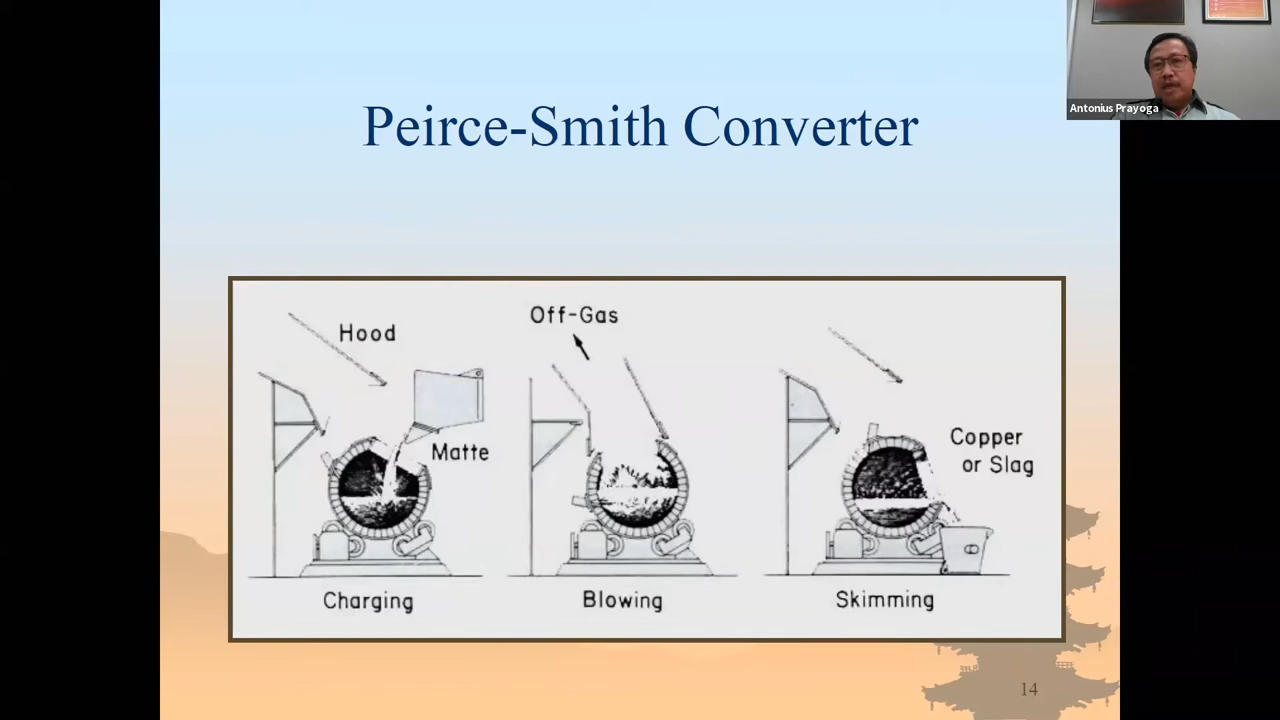 Antonius Prayoga
Peirce-Smith Converter
Hood
Off-Gas
Matte
Copper
or Slag
Charging
Blowing
Skimming
14